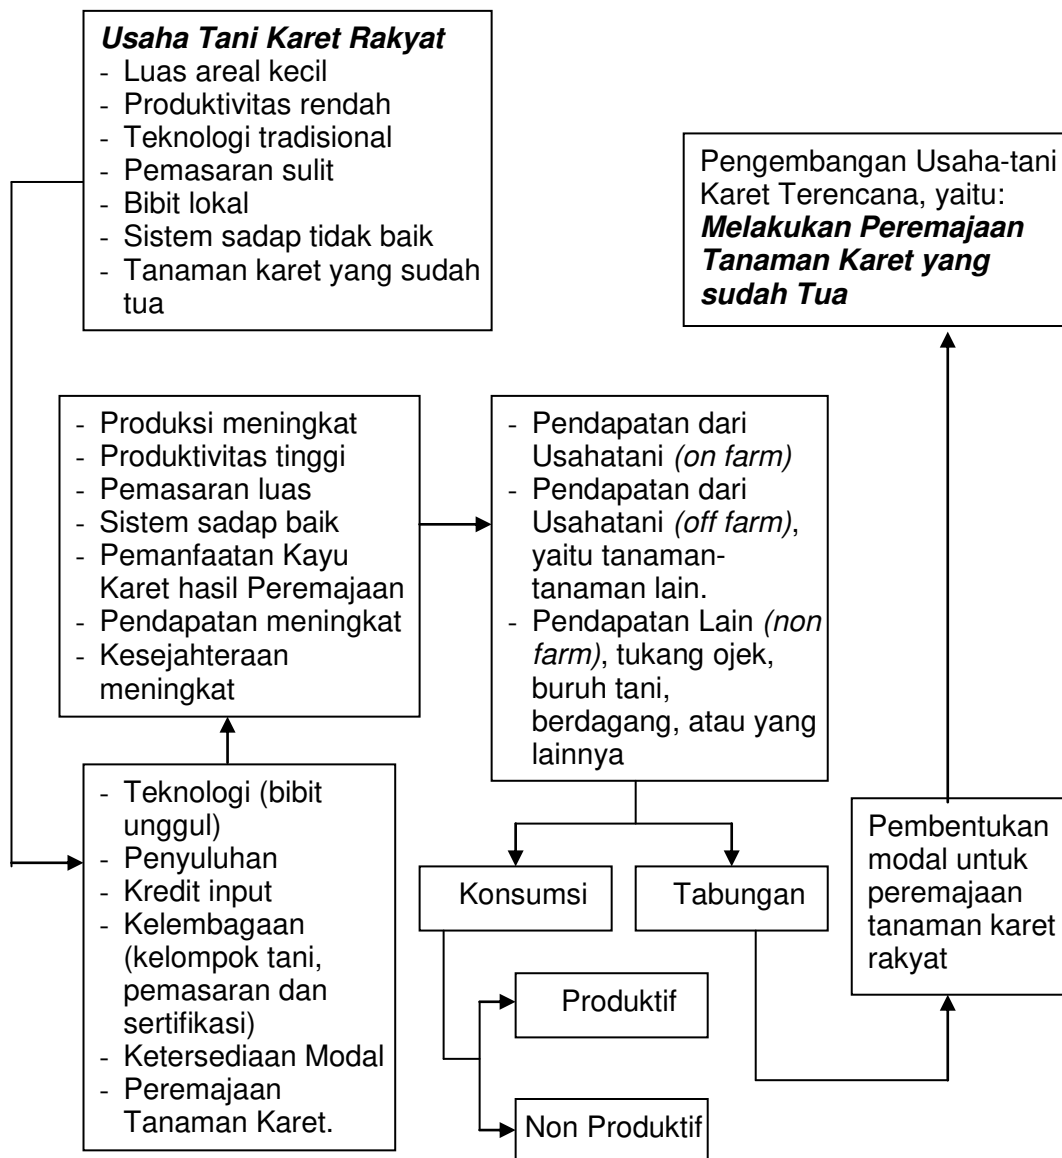 Usaha Tani Karet Rakyat
- Luas areal kecil
- Produktivitas rendah
- Teknologi tradisional
- Pemasaran sulit
- Bibit lokal
- Sistem sadap tidak baik
- Tanaman karet yang sudah
tua
Pengembangan Usaha-tani
Karet Terencana, yaitu:
Melakukan Peremajaan
Tanaman Karet yang
sudah Tua
- Produksi meningkat
- Produktivitas tinggi
- Pemasaran luas
- Sistem sadap baik
- Pemanfaatan Kayu
Karet hasil Peremajaan
- Pendapatan meningkat
- Kesejahteraan
meningkat
- Pendapatan dari
Usahatani (on farm)
- Pendapatan dari
Usahatani (off farm),
yaitu tanaman-
tanaman lain.
- Pendapatan Lain (non
farm), tukang ojek,
buruh tani,
berdagang, atau yang
lainnya
- Teknologi (bibit
unggul)
- Penyuluhan
- Kredit input
- Kelembagaan
(kelompok tani,
pemasaran dan
sertifikasi)
- Ketersediaan Modal
- Peremajaan
Tanaman Karet.
Konsumsi
Tabungan
Pembentukan
modal untuk
peremajaan
tanaman karet
rakyat
Produktif
Non Produktif